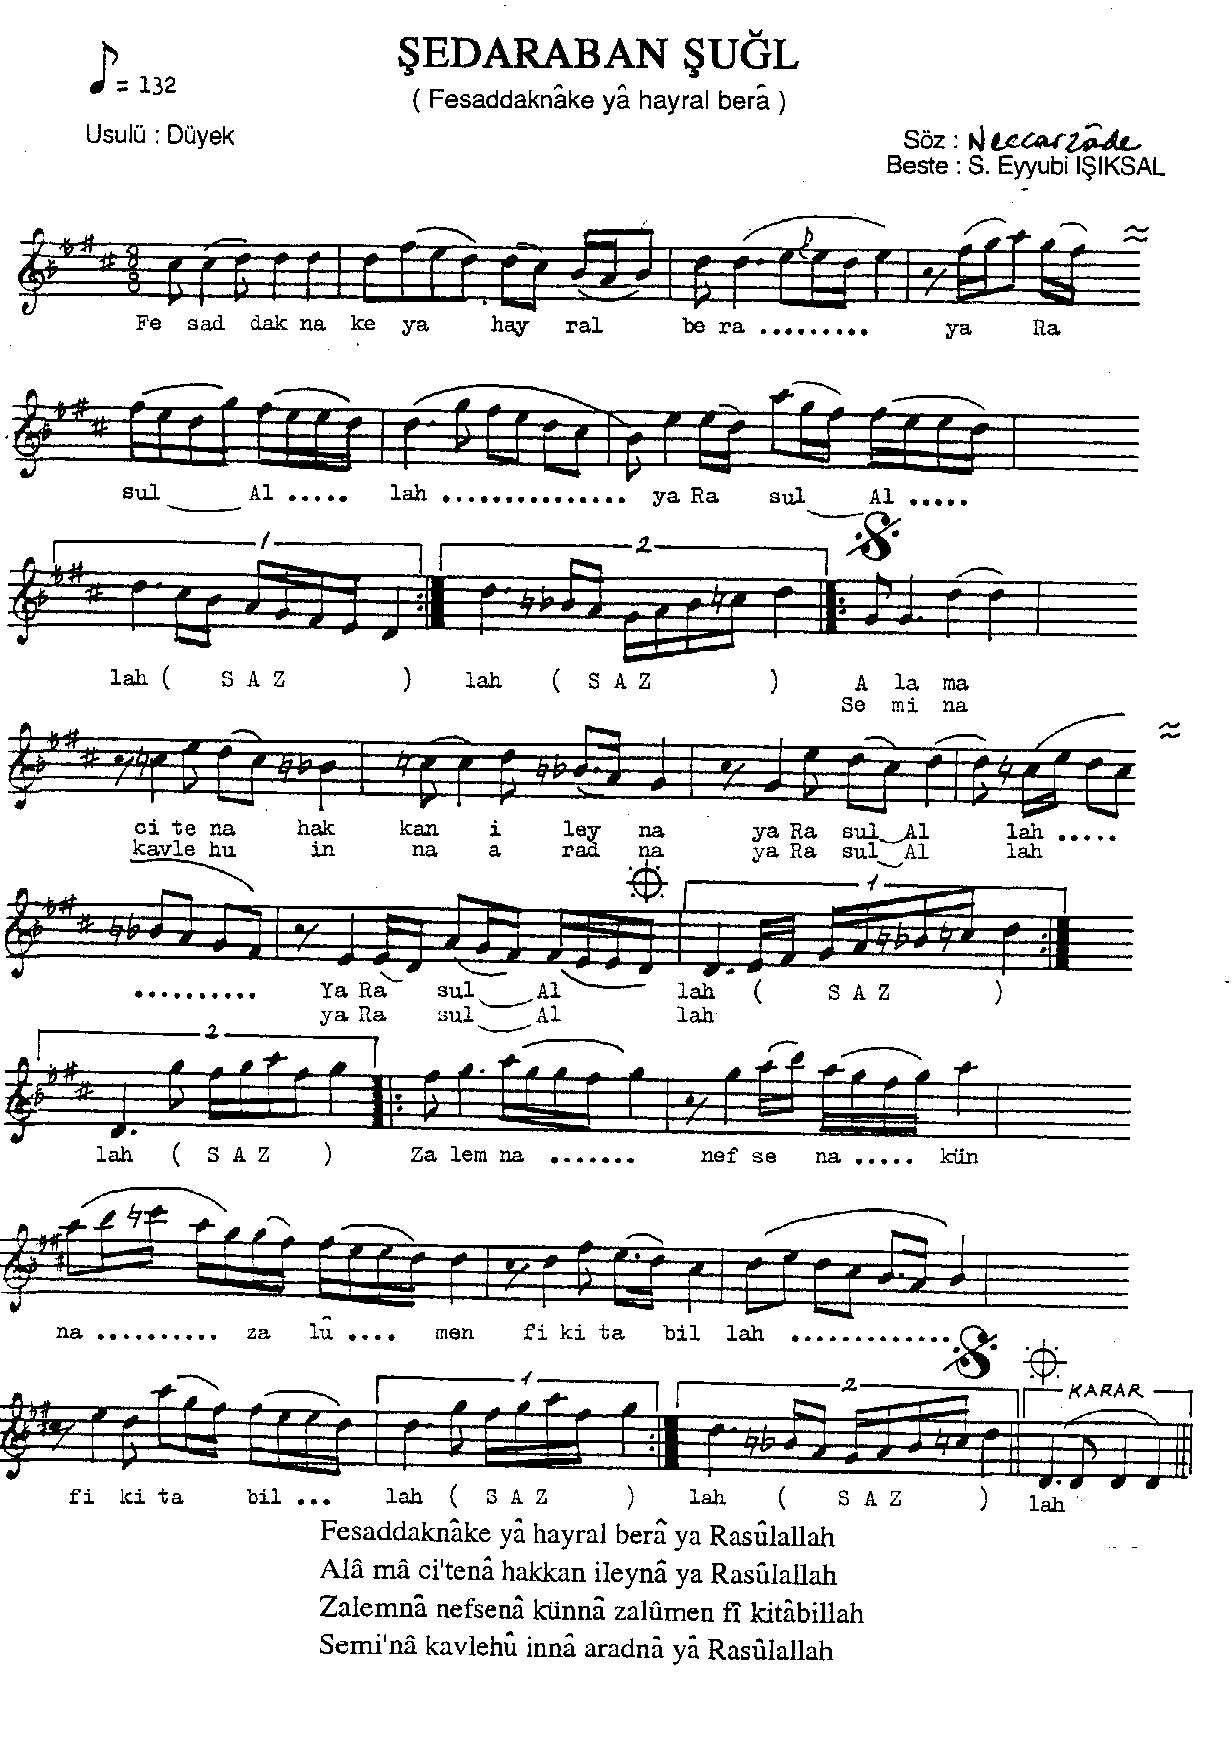 ŞEDARABAN ŞUĞL
( Fesaddaknâke yâ hayral berâ )
= 132
Usulü : Düyek
Söz : Neccarzâde
Beste : S. Eyyubi IŞIKSAL
8 8
Fe sad dak na ke ya hay ral be ra ......... ya Ra
sul Al ..... lah .............. ya Ra sul Al .....
1 2
lah ( S A Z ) lah ( S A Z ) A la ma
Se mi na
ci te na hak kan i ley na ya Ra sul Al lah .....
kavle hu in na a rad na ya Ra sul Al lah
1
.......... Ya Ra sul Al lah ( S A Z )
ya Ra sul Al lah
2
lah ( S A Z ) Za lem na ....... nef se na ..... kün
na .......... za lû .... men fi ki ta bil lah .............
1 2 KARAR
fi ki ta bil ... lah ( S A Z ) lah ( S A Z ) lah
Fesaddaknâke yâ hayral berâ ya Rasûlallah
Alâ mâ ci'tenâ hakkan ileynâ ya Rasûlallah
Zalemnâ nefsenâ künnâ zalûmen fî kitâbillah
Semi'nâ kavlehû innâ aradnâ yâ Rasûlallah